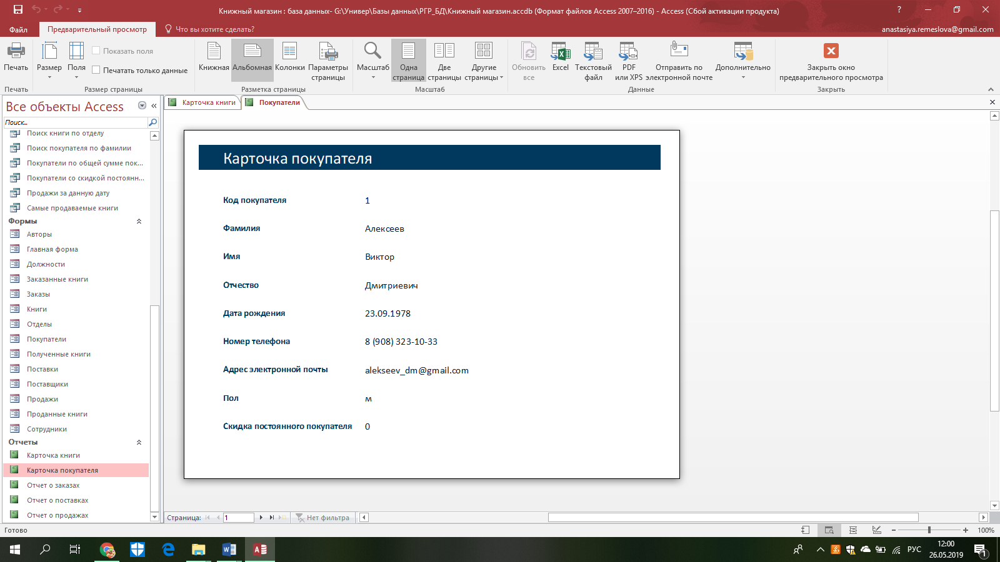 Книжный магазин : база данных- G:\Универ\Базы данных\РГР_БД\Книжный магазин.accdb (Формат файлов Access 2007–2016) - Access (Сбой активации продукта)
?
Файл
Предварительный просмотр
Что вы хотите сделать?
anastasiya.remeslova@gmail.com
Печать
Размер
Поля
Показать поля
Печатать только данные
Книжная
Альбомная
Колонки
Параметры страницы
Масштаб
Одна страница
Две страницы
Другие страницы
Обновить все
Excel
Текстовый файл
PDF или XPS
Отправить по электронной почте
Дополнительно
Закрыть окно предварительного просмотра
Печать
Размер страницы
Разметка страницы
Масштаб
Данные
Закрыть
Все объекты Access
Поиск...
Поиск книги по отделу
Поиск покупателя по фамилии
Покупатели по общей сумме пок...
Покупатели со скидкой постоянн...
Продажи за данную дату
Самые продаваемые книги
Формы
Авторы
Главная форма
Должности
Заказанные книги
Заказы
Книги
Отделы
Покупатели
Полученные книги
Поставки
Поставщики
Продажи
Проданные книги
Сотрудники
Отчеты
Карточка книги
Карточка покупателя
Отчет о заказах
Отчет о поставках
Отчет о продажах
Карточка книги
Покупатели
Карточка покупателя
Код покупателя 1
Фамилия Алексеев
Имя Виктор
Отчество Дмитриевич
Дата рождения 23.09.1978
Номер телефона 8 (908) 323-10-33
Адрес электронной почты alekseev_dm@gmail.com
Пол м
Скидка постоянного покупателя 0
Страница: 1 Нет фильтра
Готово
100%
РУС
12:00
26.05.2019
1